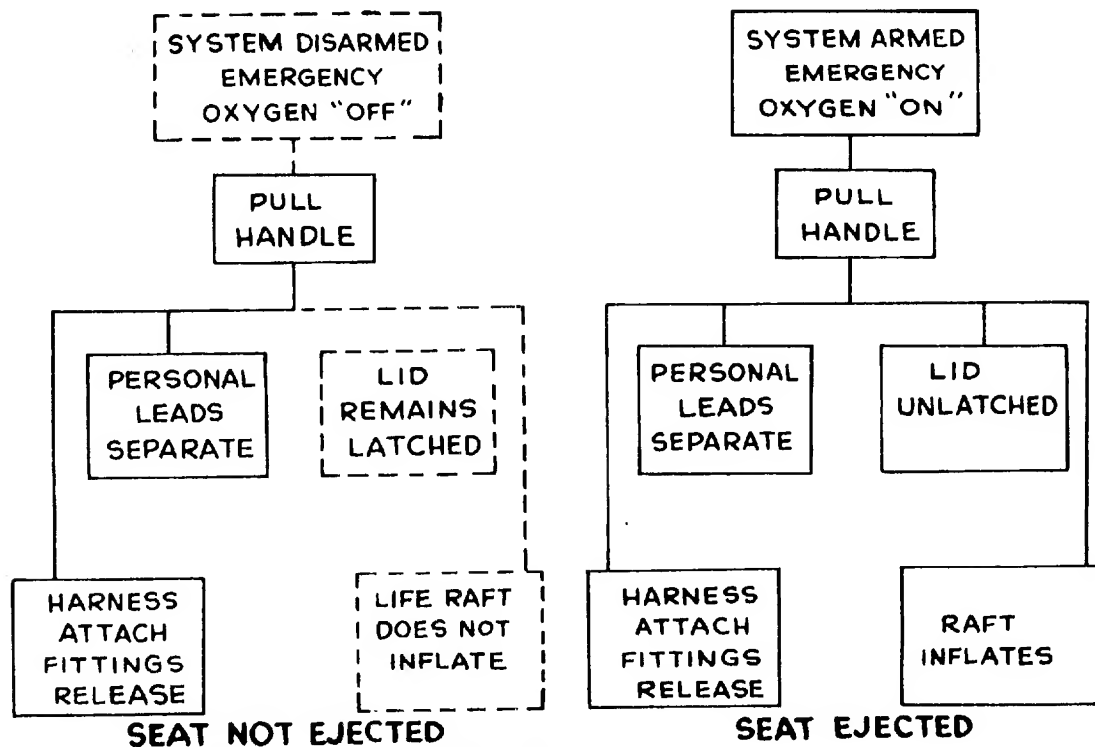 SYSTEM DISARMED
EMERGENCY
OXYGEN "OFF"
PULL
HANDLE
PERSONAL
LEADS
SEPARATE
LID
REMAINS
LATCHED
HARNESS
ATTACH
FITTINGS
RELEASE
LIFE RAFT
DOES NOT
INFLATE
SEAT NOT EJECTED
SYSTEM ARMED
EMERGENCY
OXYGEN "ON"
PULL
HANDLE
PERSONAL
LEADS
SEPARATE
LID
UNLATCHED
HARNESS
ATTACH
FITTINGS
RELEASE
RAFT
INFLATES
SEAT EJECTED